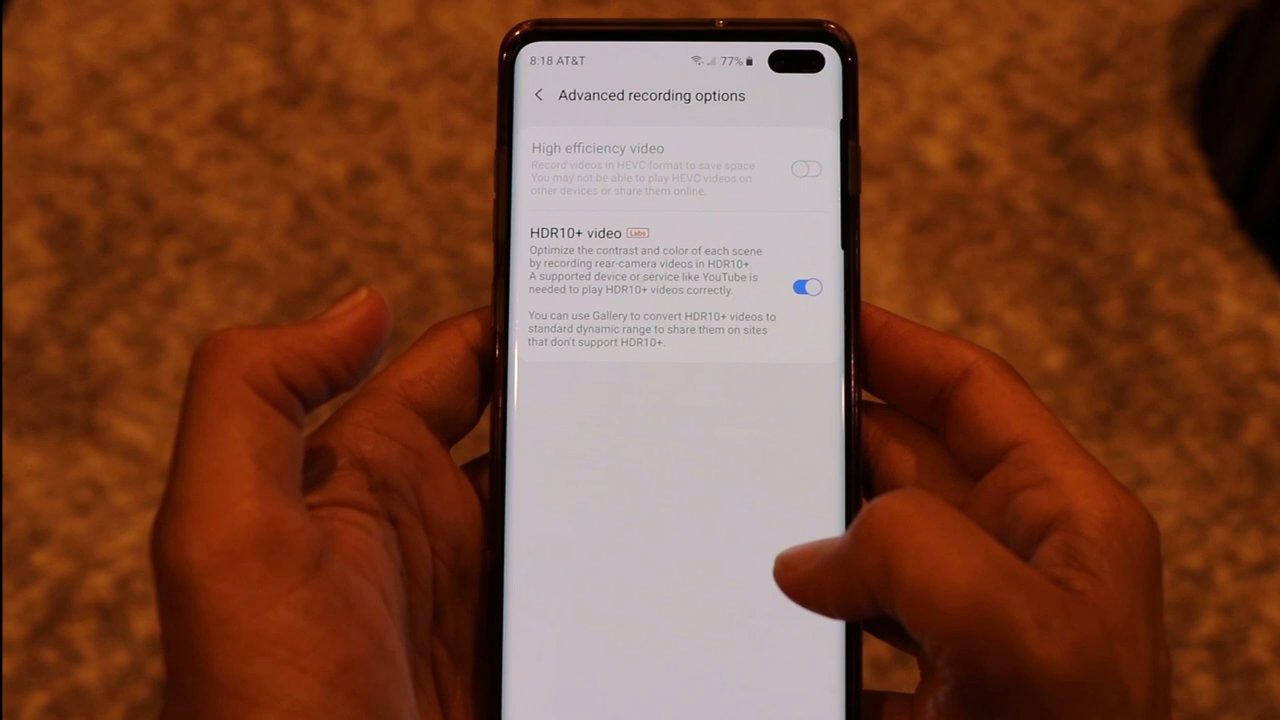 8:18 AT&T 77%
Advanced recording options
High efficiency video
Record videos in HEVC format to save space.
You may not be able to play HEVC videos on
other devices or share them online.
HDR10+ video Labs
Optimize the contrast and color of each scene
by recording rear-camera videos in HDR10+.
A supported device or service like YouTube is
needed to play HDR10+ videos correctly.
You can use Gallery to convert HDR10+ videos to
standard dynamic range to share them on sites
that don't support HDR10+.